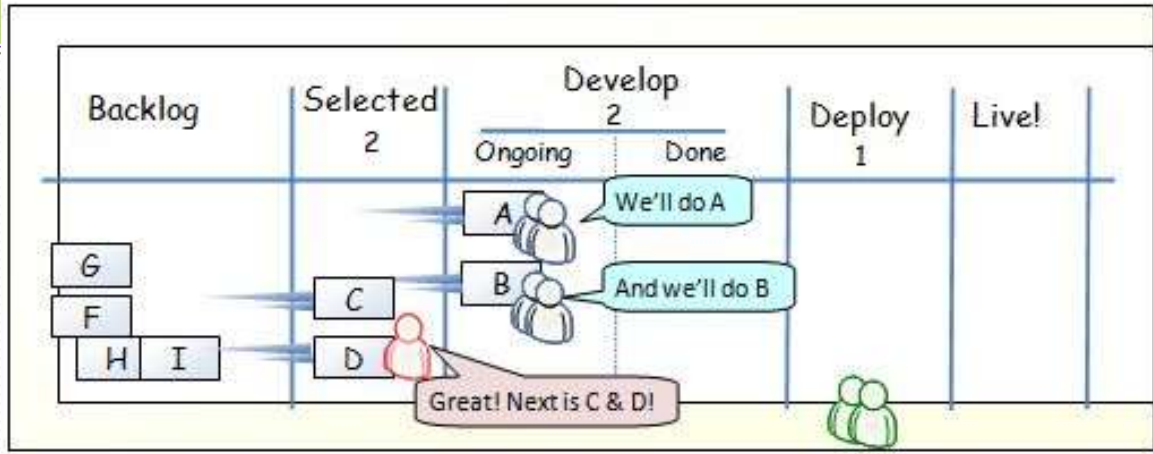 Backlog
Selected
2
Develop
2
Ongoing Done
Deploy
1
Live!
A
We'll do A
G
B
And we'll do B
C
F
H I
D
Great! Next is C & D!